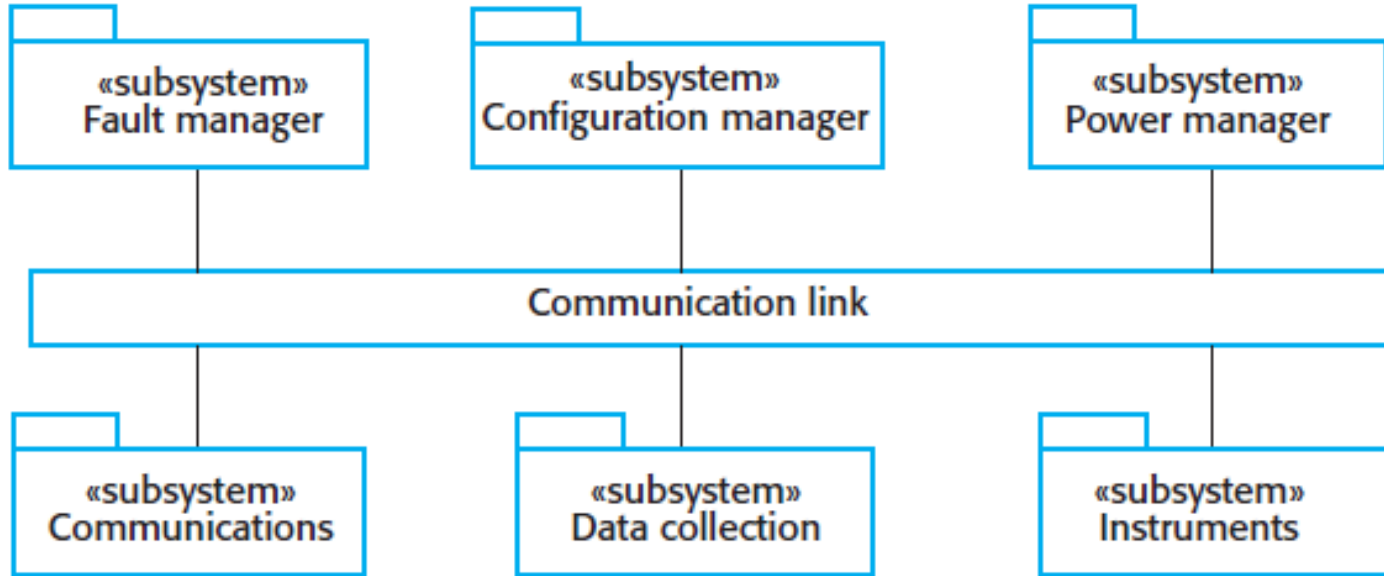 «subsystem»
Fault manager
«subsystem»
Configuration manager
«subsystem»
Power manager
Communication link
«subsystem»
Communications
«subsystem»
Data collection
«subsystem»
Instruments